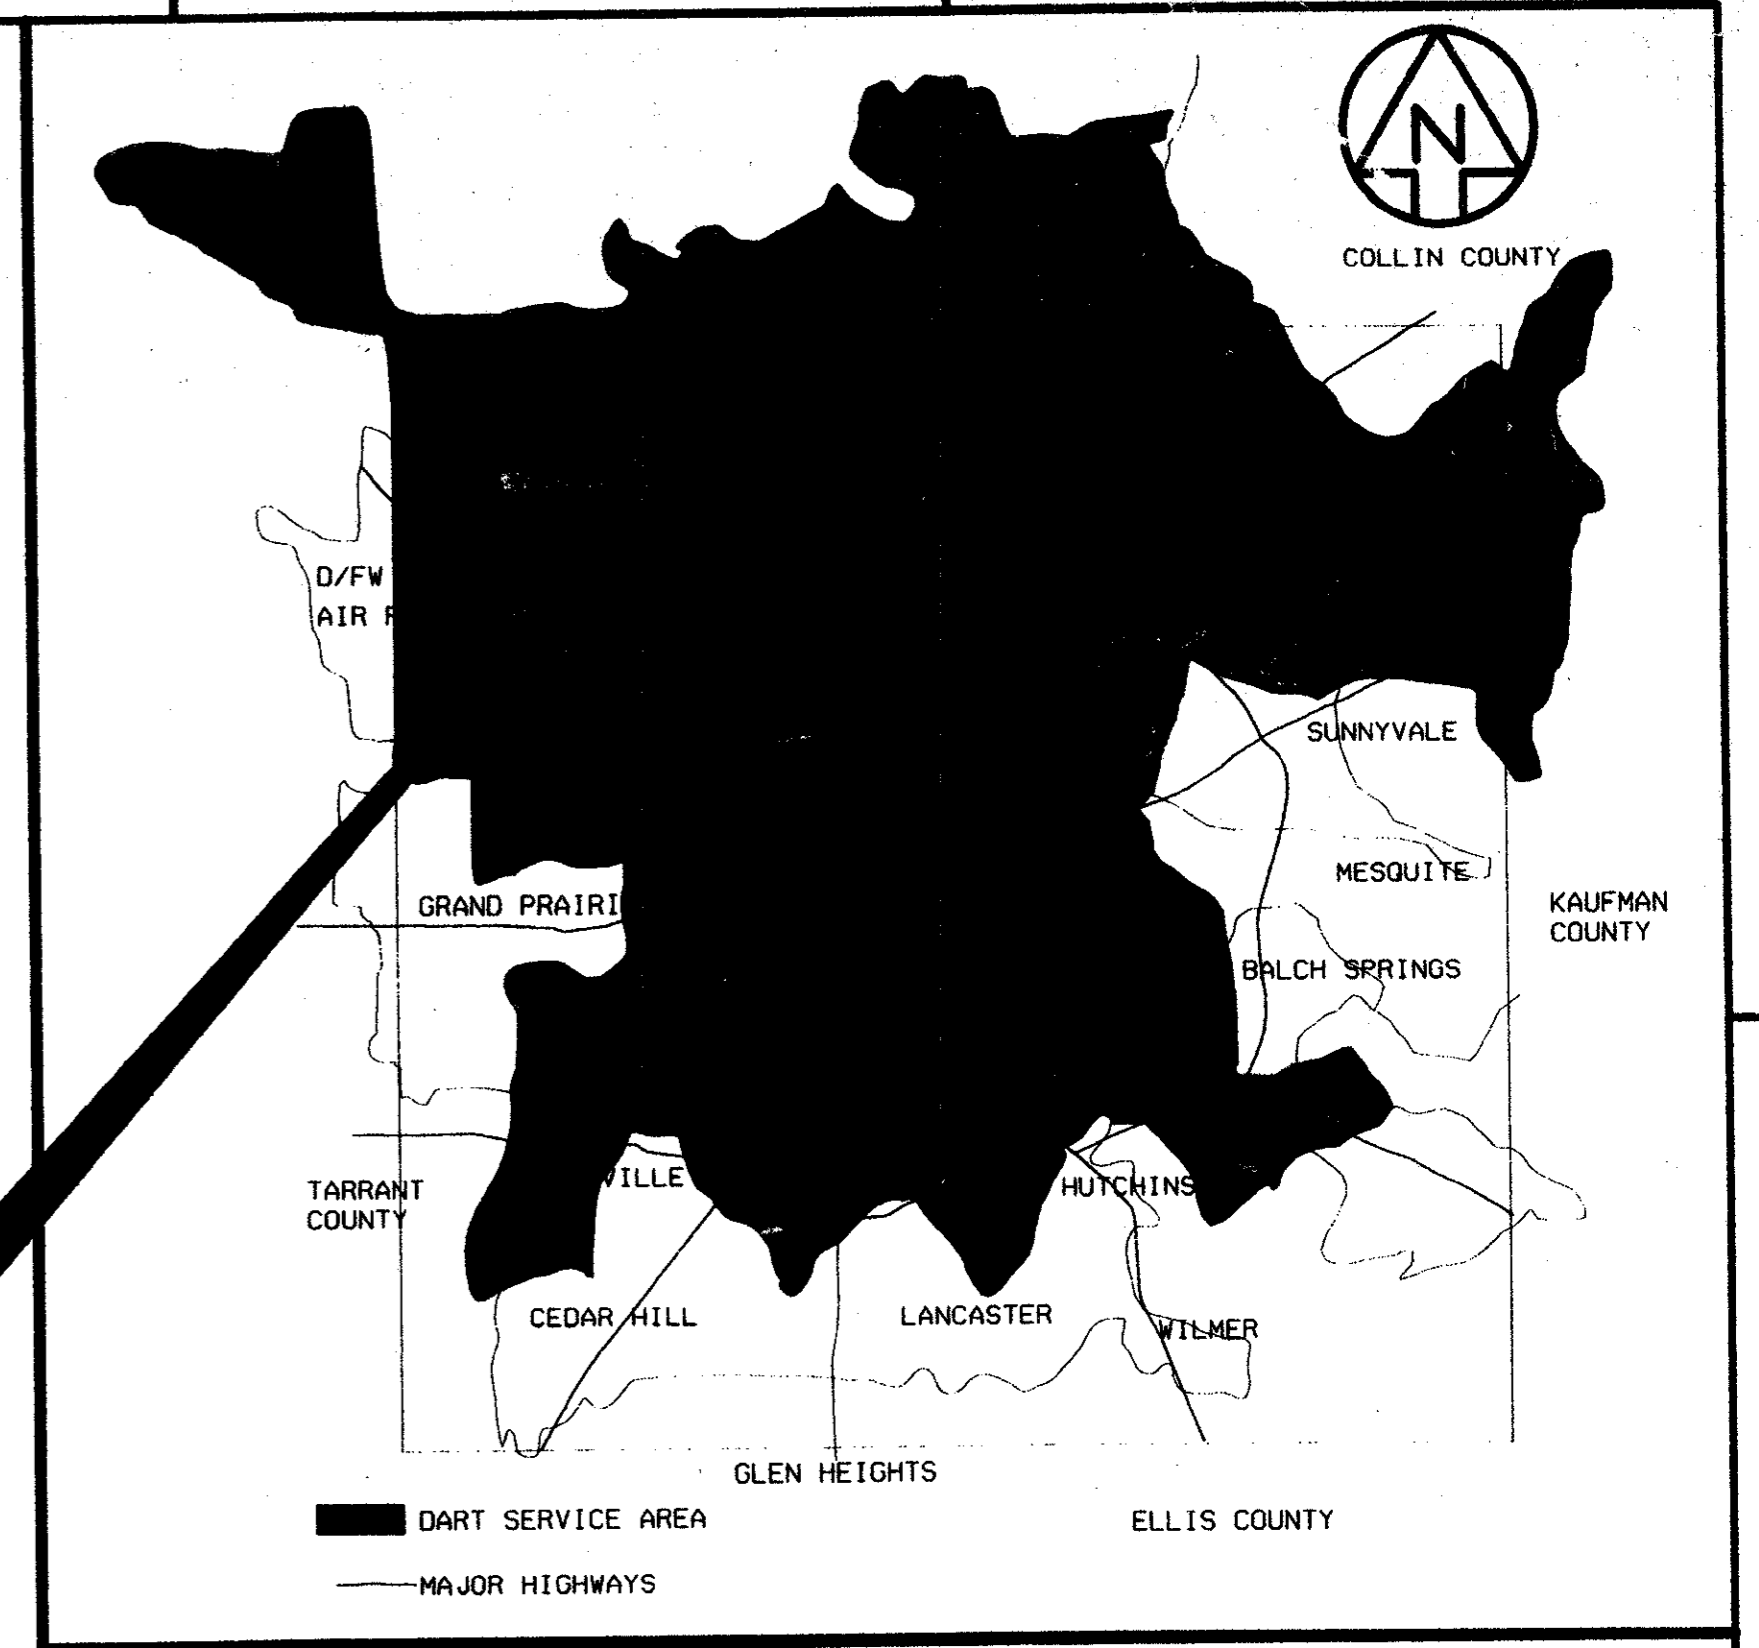 N
COLLIN COUNTY
D/FW
AIR
SUNNYVALE
MESQUITE
KAUFMAN
COUNTY
GRAND PRAIRI
BALCH SPRINGS
TARRANT
COUNTY
VILLE
HUTCHINS
CEDAR HILL
LANCASTER
WILMER
GLEN HEIGHTS
DART SERVICE AREA
ELLIS COUNTY
MAJOR HIGHWAYS